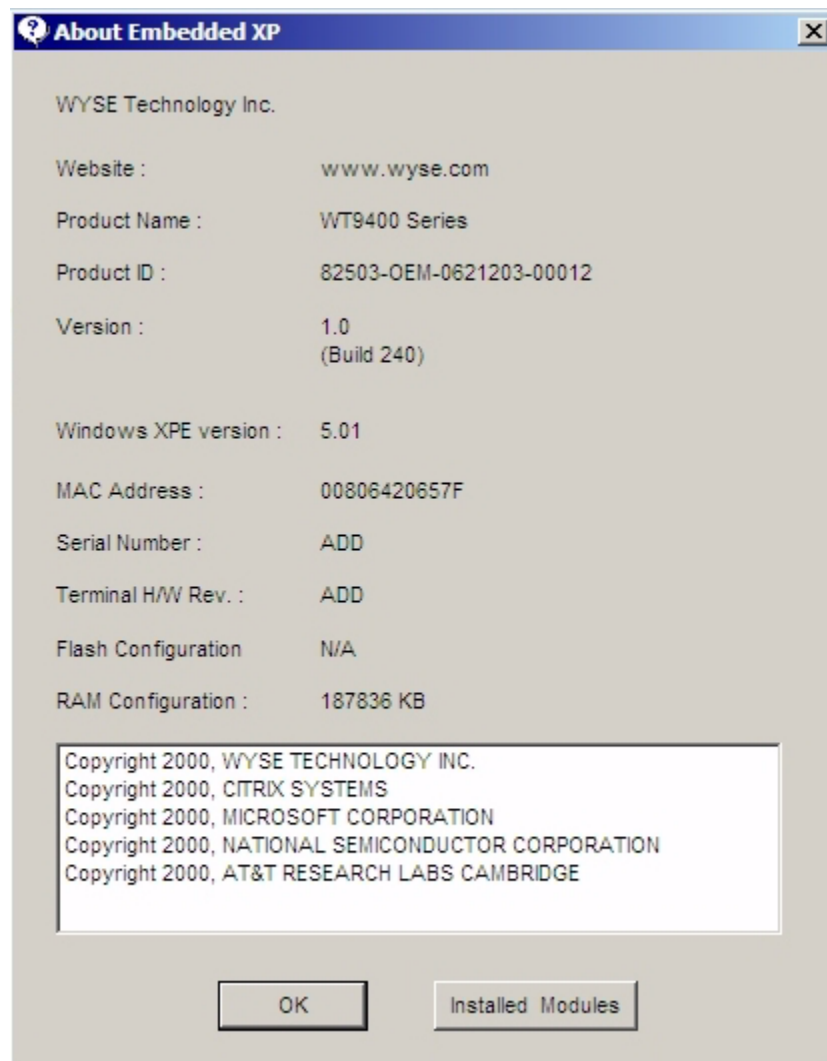 About Embedded XP
WYSE Technology Inc.
Website : www.wyse.com
Product Name : WT9400 Series
Product ID : 82503-OEM-0621203-00012
Version : 1.0
(Build 240)
Windows XPE version : 5.01
MAC Address : 00806420657F
Serial Number : ADD
Terminal H/W Rev. : ADD
Flash Configuration N/A
RAM Configuration : 187836 KB
Copyright 2000, WYSE TECHNOLOGY INC.
Copyright 2000, CITRIX SYSTEMS
Copyright 2000, MICROSOFT CORPORATION
Copyright 2000, NATIONAL SEMICONDUCTOR CORPORATION
Copyright 2000, AT&T RESEARCH LABS CAMBRIDGE
OK Installed Modules